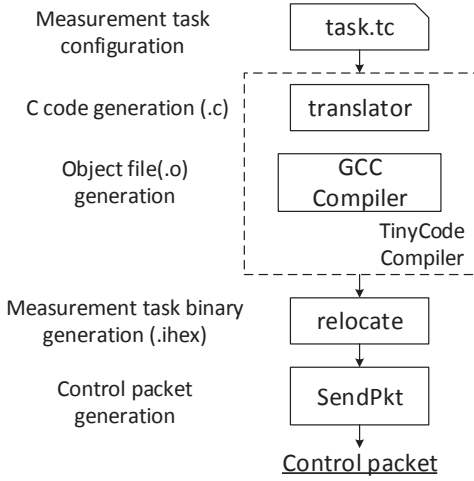 Measurement task
configuration
task.tc
C code generation (.c)
translator
Object file(.o)
generation
GCC
Compiler
TinyCode
Compiler
Measurement task binary
generation (.ihex)
relocate
Control packet
generation
SendPkt
Control packet